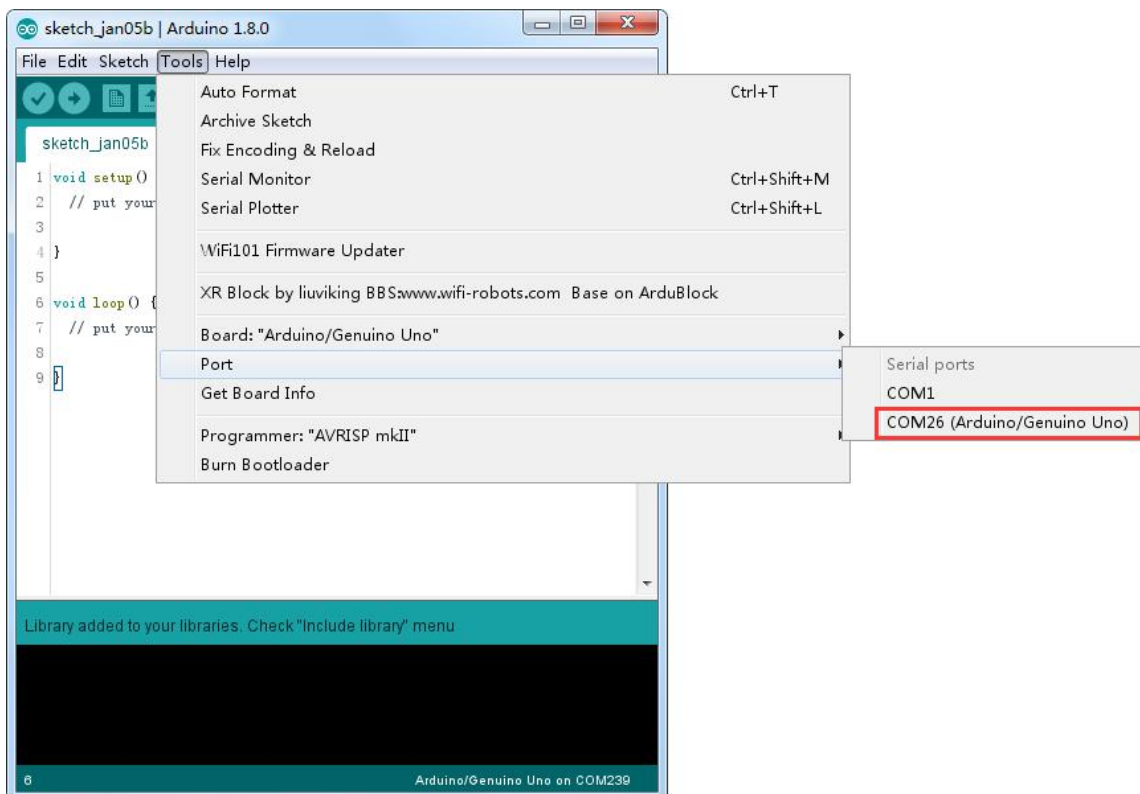 sketch_jan05b | Arduino 1.8.0
File Edit Sketch Tools Help
Auto Format Ctrl+T
Archive Sketch
Fix Encoding & Reload
Serial Monitor Ctrl+Shift+M
Serial Plotter Ctrl+Shift+L
WiFi101 Firmware Updater
XR Block by liuviking BBS:www.wifi-robots.com Base on ArduBlock
Board: "Arduino/Genuino Uno"
Port
Get Board Info
Programmer: "AVRISP mkII"
Burn Bootloader
Serial ports
COM1
COM26 (Arduino/Genuino Uno)
sketch_jan05b
1 void setup()
2 // put your
3
4 }
5
6 void loop() {
7 // put your
8
9 }
Library added to your libraries. Check "Include library" menu
6 Arduino/Genuino Uno on COM239